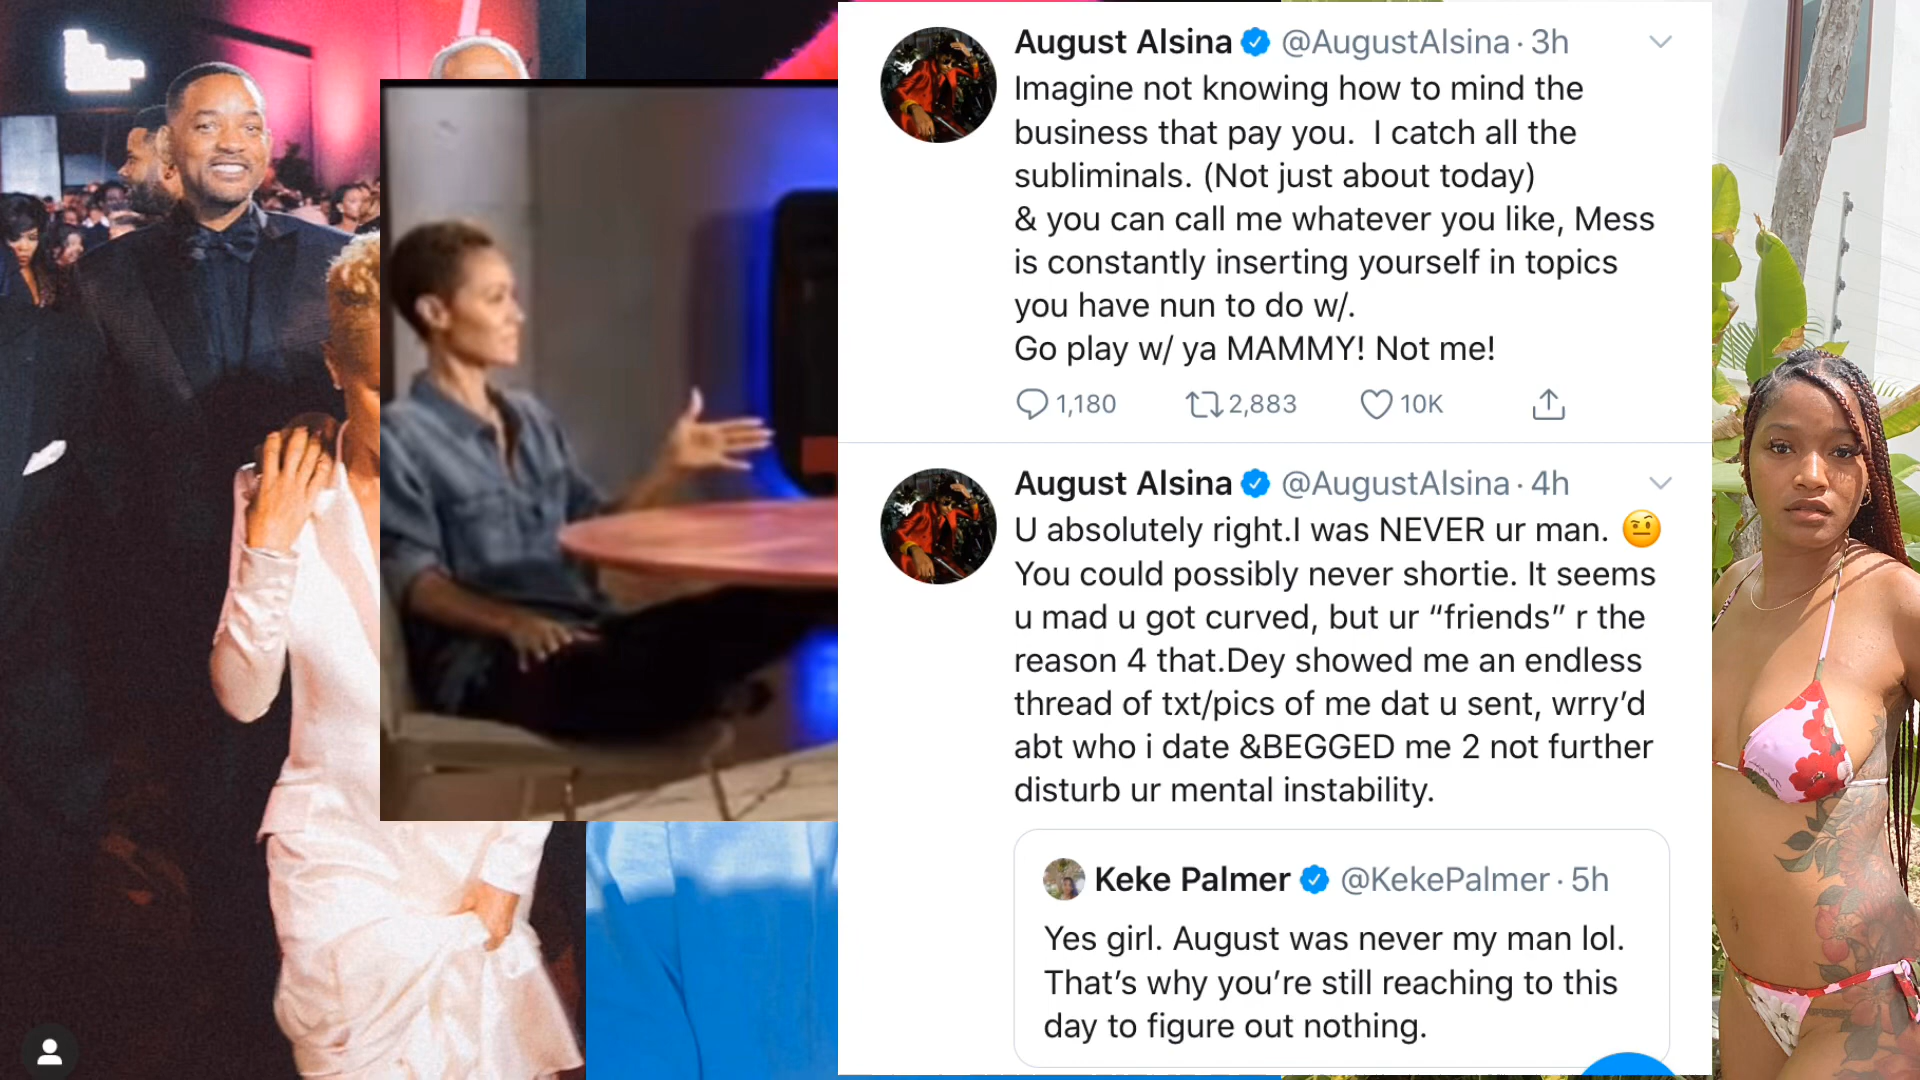 August Alsina @AugustAlsina · 3h
Imagine not knowing how to mind the
business that pay you.  I catch all the
subliminals. (Not just about today)
& you can call me whatever you like, Mess
is constantly inserting yourself in topics
you have nun to do w/.
Go play w/ ya MAMMY! Not me!
1,180 2,883 10K
August Alsina @AugustAlsina · 4h
U absolutely right.I was NEVER ur man. 🤨
You could possibly never shortie. It seems
u mad u got curved, but ur “friends” r the
reason 4 that.Dey showed me an endless
thread of txt/pics of me dat u sent, wrry’d
abt who i date &BEGGED me 2 not further
disturb ur mental instability.
Keke Palmer @KekePalmer · 5h
Yes girl. August was never my man lol.
That’s why you’re still reaching to this
day to figure out nothing.